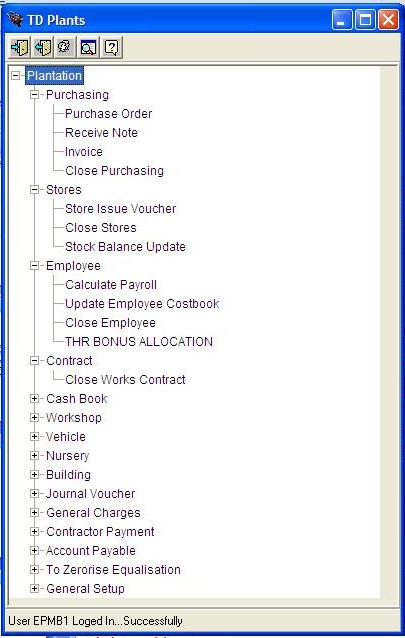 TD Plants
Plantation
Purchasing
Purchase Order
Receive Note
Invoice
Close Purchasing
Stores
Store Issue Voucher
Close Stores
Stock Balance Update
Employee
Calculate Payroll
Update Employee Costbook
Close Employee
THR BONUS ALLOCATION
Contract
Close Works Contract
Cash Book
Workshop
Vehicle
Nursery
Building
Journal Voucher
General Charges
Contractor Payment
Account Payable
To Zerorise Equalisation
General Setup
User EPMB1 Loged In...Successfully